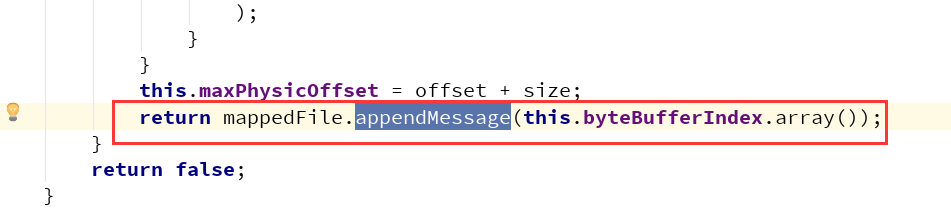 );
}
}
this.maxPhysicOffset = offset + size;
return mappedFile.appendMessage(this.byteBufferIndex.array());
}
return false;
}